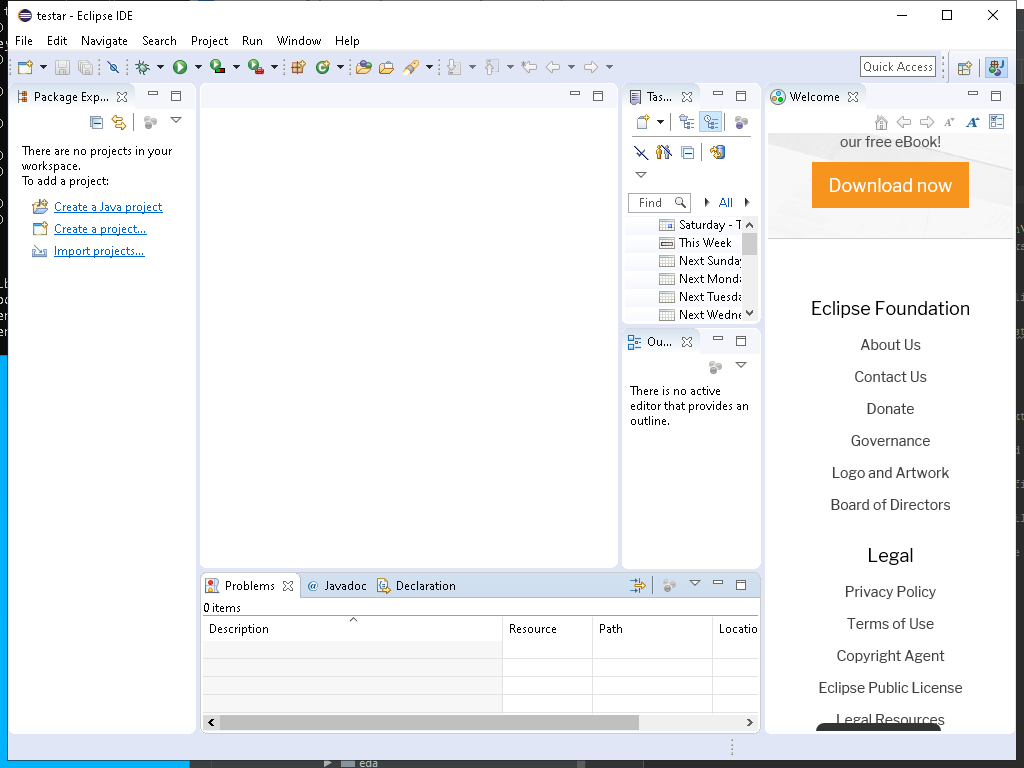 testar - Eclipse IDE
File Edit Navigate Search Project Run Window Help
Quick Access
Package Exp...
There are no projects in your
workspace.
To add a project:
Create a Java project
Create a project...
Import projects...
Tas...
Find
All
Saturday - T
This Week
Next Sunday
Next Monda
Next Tuesda
Next Wedne
Ou...
There is no active
editor that provides an
outline.
Welcome
our free eBook!
Download now
Eclipse Foundation
About Us
Contact Us
Donate
Governance
Logo and Artwork
Board of Directors
Legal
Privacy Policy
Terms of Use
Copyright Agent
Eclipse Public License
Legal Resources
Problems @ Javadoc Declaration
0 items
Description Resource Path Locatio
eda